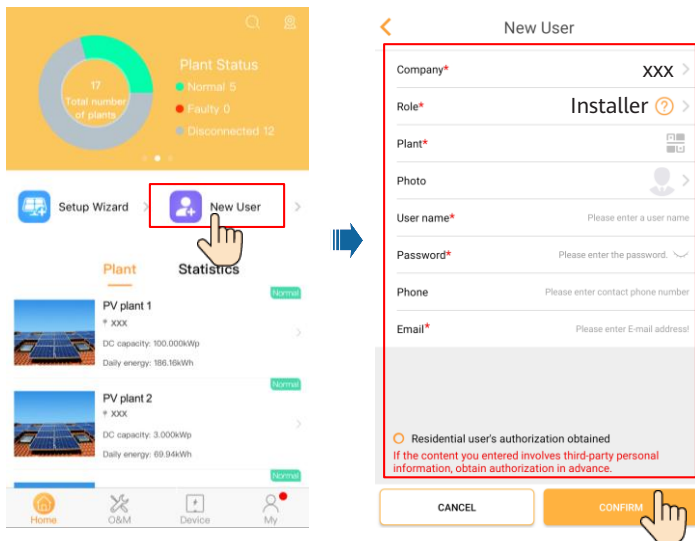 Plant Status
17
Total number
of plants
Normal 5
Faulty 0
Disconnected 12
Setup Wizard
New User
Plant
Statistics
Normal
PV plant 1
XXX
DC capacity: 100.000kWp
Daily energy: 186.16kWh
Normal
PV plant 2
XXX
DC capacity: 3.000kWp
Daily energy: 69.94kWh
Normal
Home
O&M
Device
My
New User
Company*
xxx
Role*
Installer ?
Plant*
Photo
User name*
Please enter a user name
Password*
Please enter the password.
Phone
Please enter contact phone number
Email*
Please enter E-mail address!
Residential user's authorization obtained
If the content you entered involves third-party personal
information, obtain authorization in advance.
CANCEL
CONFIRM